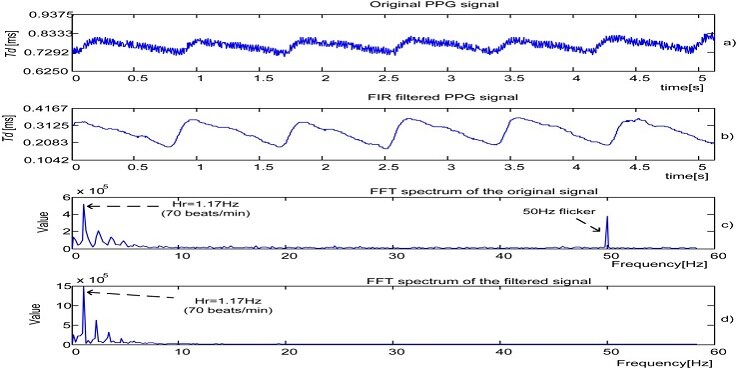 Original PPG signal
0.9375
0.8333
0.7292
0.6250
Td[ms]
0 0.5 1 1.5 2 2.5 3 3.5 4 4.5 5
time[s]
a)
FIR filtered PPG signal
0.4167
0.3125
0.2083
0.1042
Td[ms]
0 0.5 1 1.5 2 2.5 3 3.5 4 4.5 5
time[s]
b)
x 10^5
FFT spectrum of the original signal
6
4
2
0
Value
Hr=1.17Hz
(70 beats/min)
50Hz flicker
0 10 20 30 40 50 60
Frequency[Hz]
c)
x 10^5
FFT spectrum of the filtered signal
15
10
5
0
Value
Hr=1.17Hz
(70 beats/min)
0 10 20 30 40 50 60
Frequency[Hz]
d)